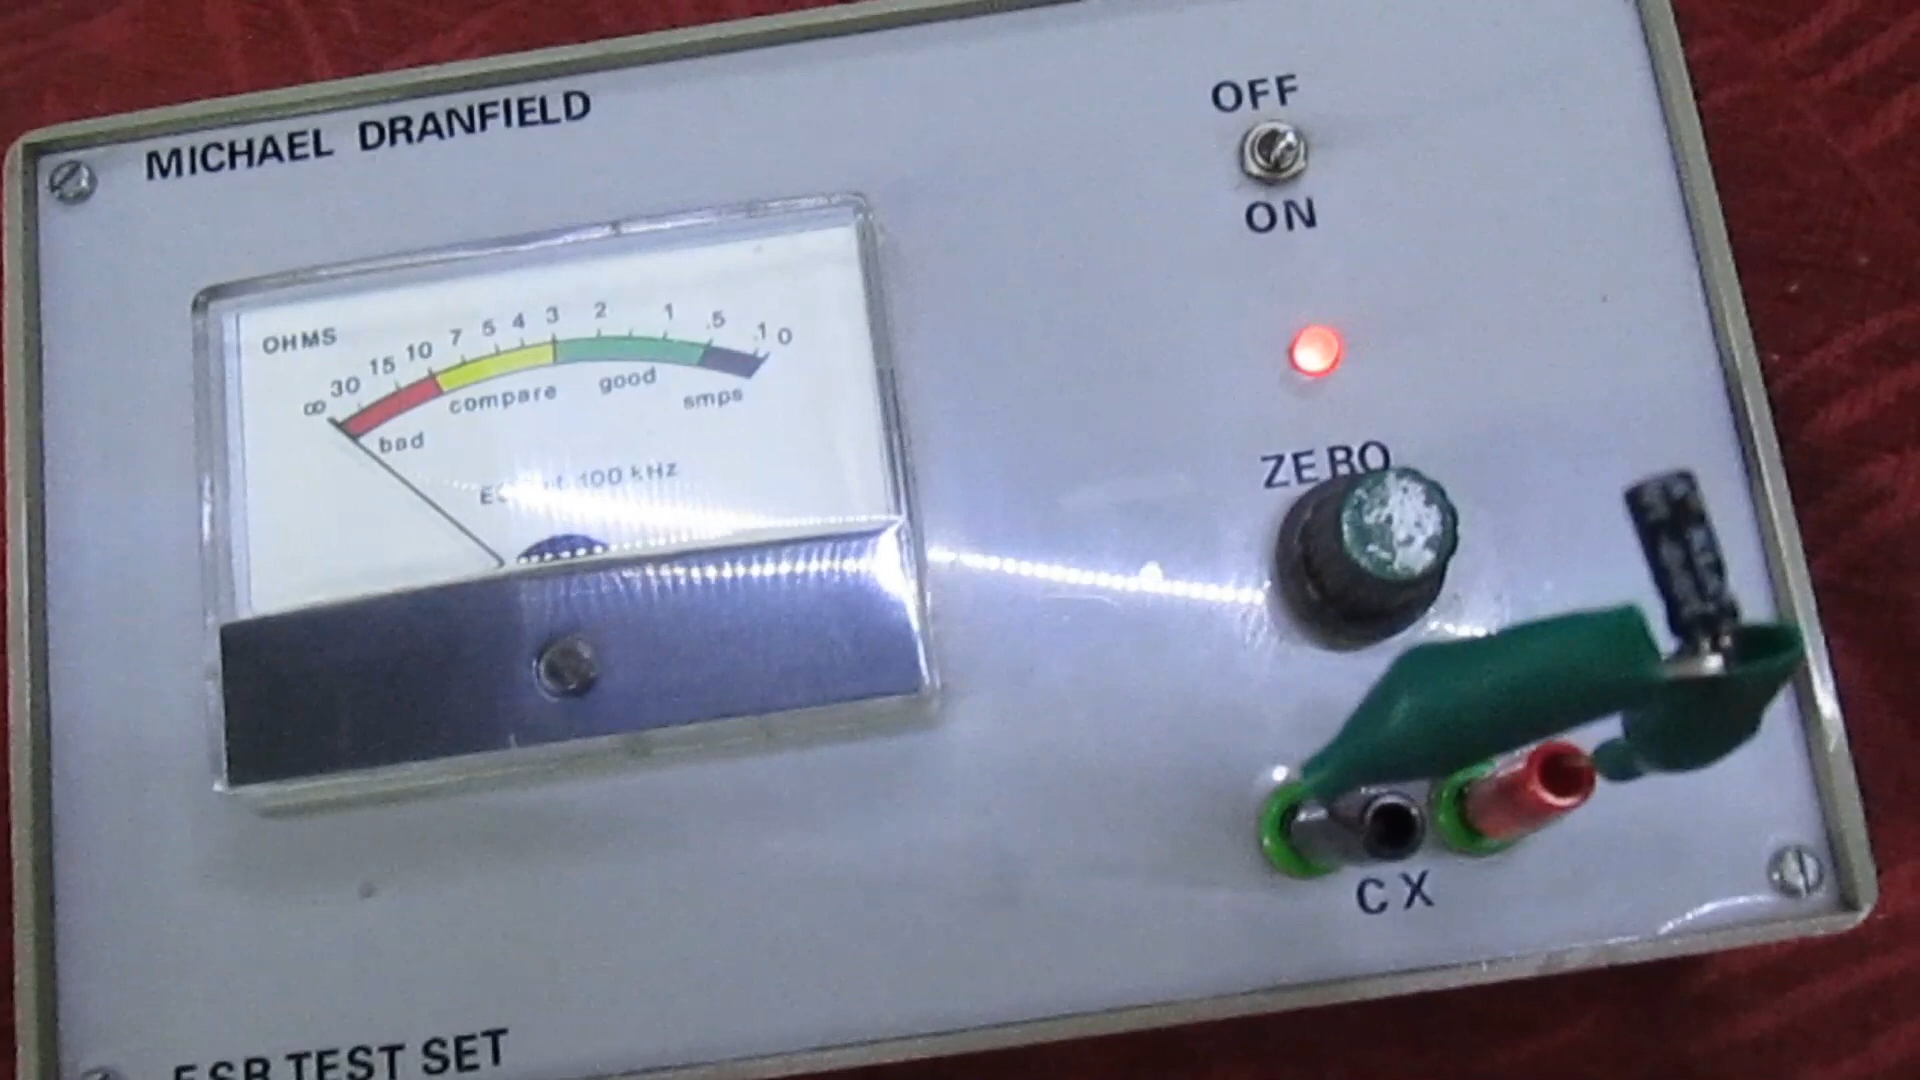 MICHAEL DRANFIELD
OFF
ON
OHMS
∞ 30 15 10 7 5 4 3 2 1 .5 .1 0
bad compare good smps
100 kHz
ZERO
CX
ESR TEST SET